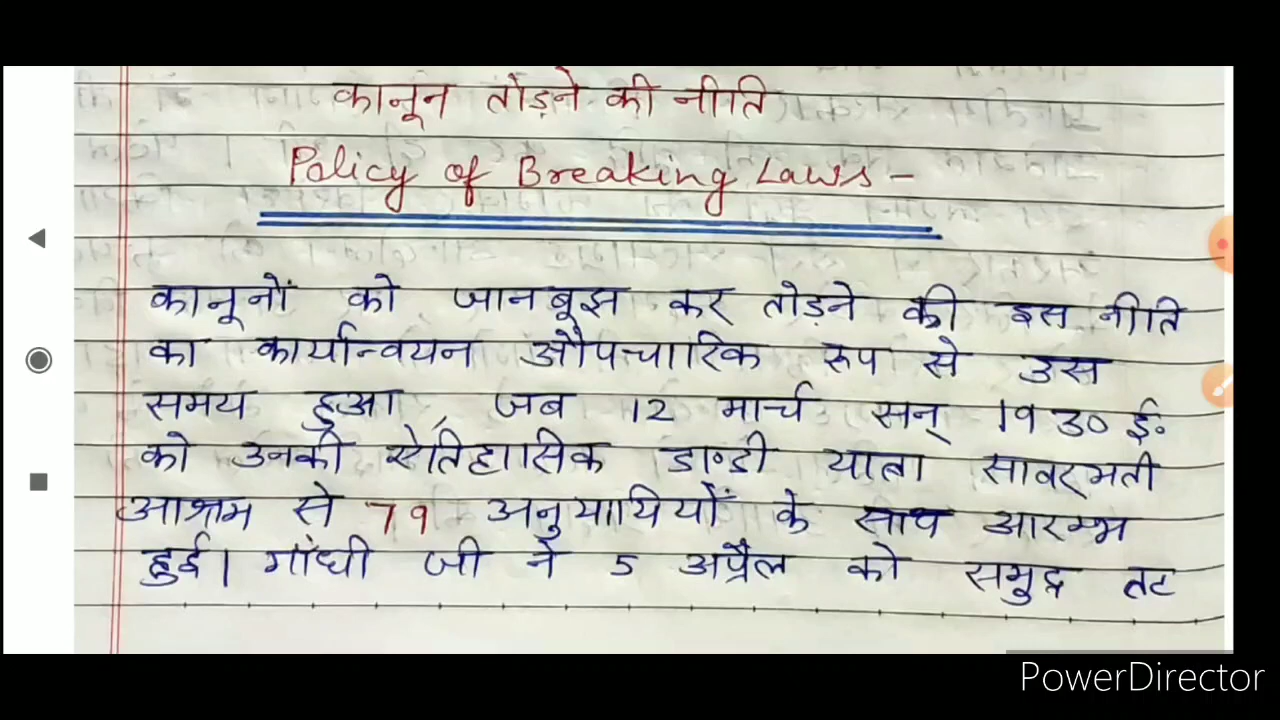 कानून तोड़ने की नीति
Policy of Breaking Laws -
कानूनों को जानबूझ कर तोड़ने की इस नीति
का कार्यान्वयन औपचारिक रूप से उस
समय हुआ, जब 12 मार्च सन् 1930 ई॰
को उनकी ऐतिहासिक डाण्डी यात्रा साबरमती
आश्रम से 79 अनुयायियों के साथ आरम्भ
हुई। गांधी जी ने 5 अप्रैल को समुद्र तट
PowerDirector